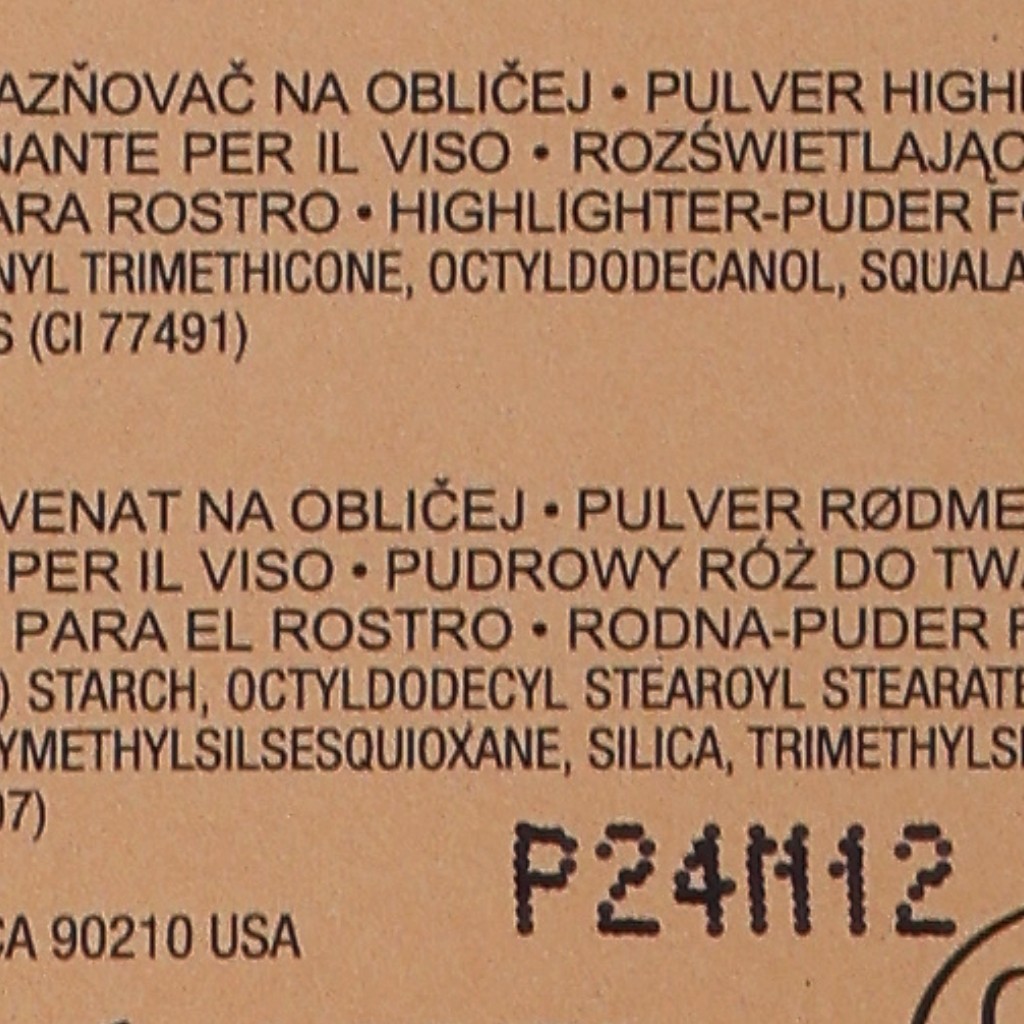 AZŇOVAČ NA OBLIČEJ • PULVER HIGH
NANTE PER IL VISO • ROZŚWIETLAJĄC
ARA ROSTRO • HIGHLIGHTER-PUDER F
NYL TRIMETHICONE, OCTYLDODECANOL, SQUALA
S (CI 77491)
VENAT NA OBLIČEJ • PULVER RØDME
PER IL VISO • PUDROWY RÓŻ DO TWA
PARA EL ROSTRO • RODNA-PUDER F
) STARCH, OCTYLDODECYL STEAROYL STEARATE
YMETHYLSILSESQUIOXANE, SILICA, TRIMETHYLS
07)
P24M12
CA 90210 USA